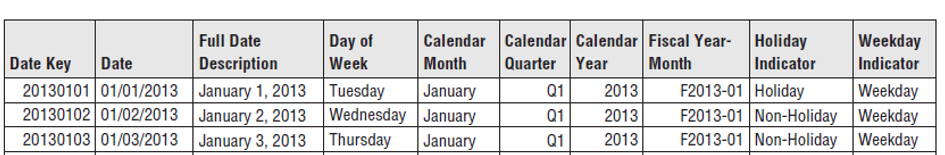 Date Key Date Full Date Description Day of Week Calendar Month Calendar Quarter Calendar Year Fiscal Year-Month Holiday Indicator Weekday Indicator
20130101 01/01/2013 January 1, 2013 Tuesday January Q1 2013 F2013-01 Holiday Weekday
20130102 01/02/2013 January 2, 2013 Wednesday January Q1 2013 F2013-01 Non-Holiday Weekday
20130103 01/03/2013 January 3, 2013 Thursday January Q1 2013 F2013-01 Non-Holiday Weekday